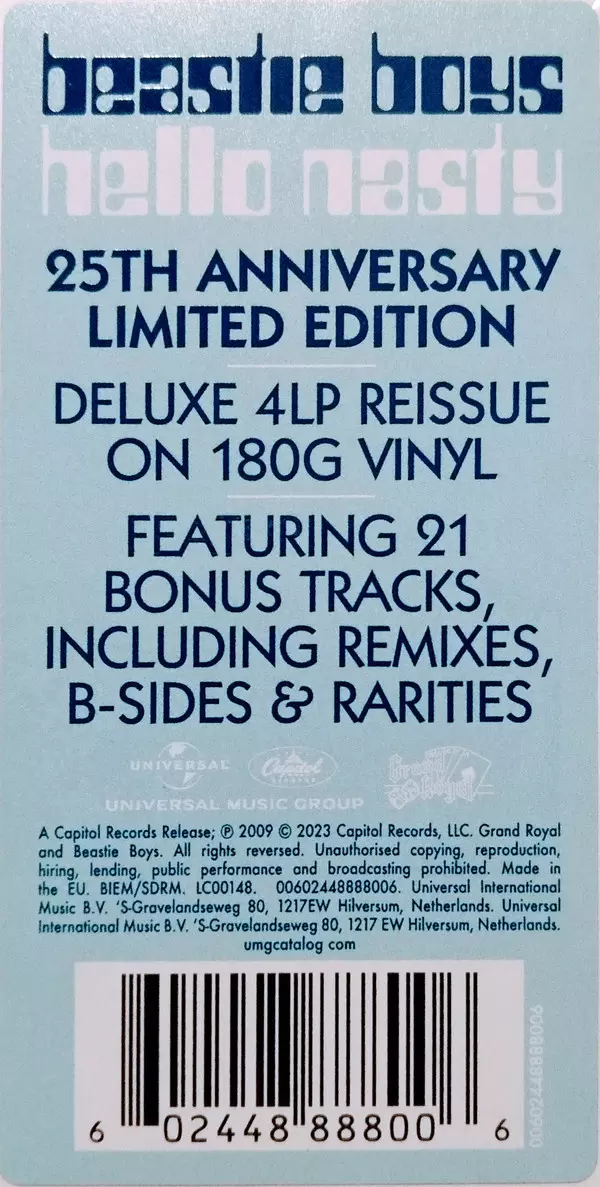 beastie boys
hello nasty
25TH ANNIVERSARY
LIMITED EDITION
DELUXE 4LP REISSUE
ON 180G VINYL
FEATURING 21
BONUS TRACKS,
INCLUDING REMIXES,
B-SIDES & RARITIES
UNIVERSAL
UNIVERSAL MUSIC GROUP
Capitol
RECORDS
Grand
Royal
A Capitol Records Release; ℗ 2009 © 2023 Capitol Records, LLC. Grand Royal
and Beastie Boys. All rights reversed. Unauthorised copying, reproduction,
hiring, lending, public performance and broadcasting prohibited. Made in
the EU. BIEM/SDRM. LC00148. 00602448888006. Universal International
Music B.V. ‘S-Gravelandseweg 80, 1217EW Hilversum, Netherlands. Universal
International Music B.V. ‘S-Gravelandseweg 80, 1217 EW Hilversum, Netherlands.
umgcatalog com
6 02448 88800 6
00602448888006